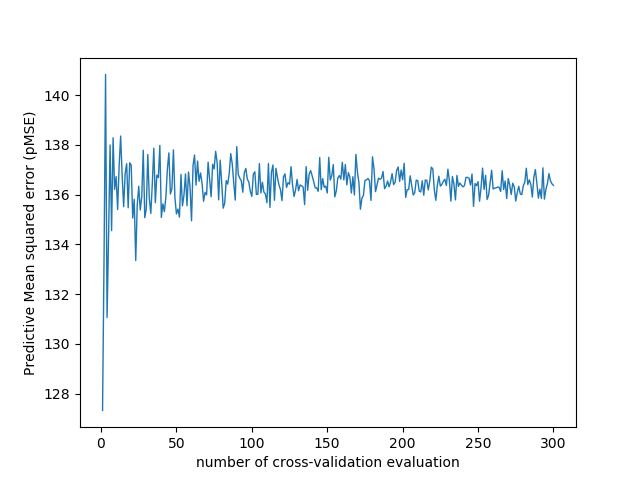 140
138
136
134
132
130
128
0 50 100 150 200 250 300
number of cross-validation evaluation
Predictive Mean squared error (pMSE)